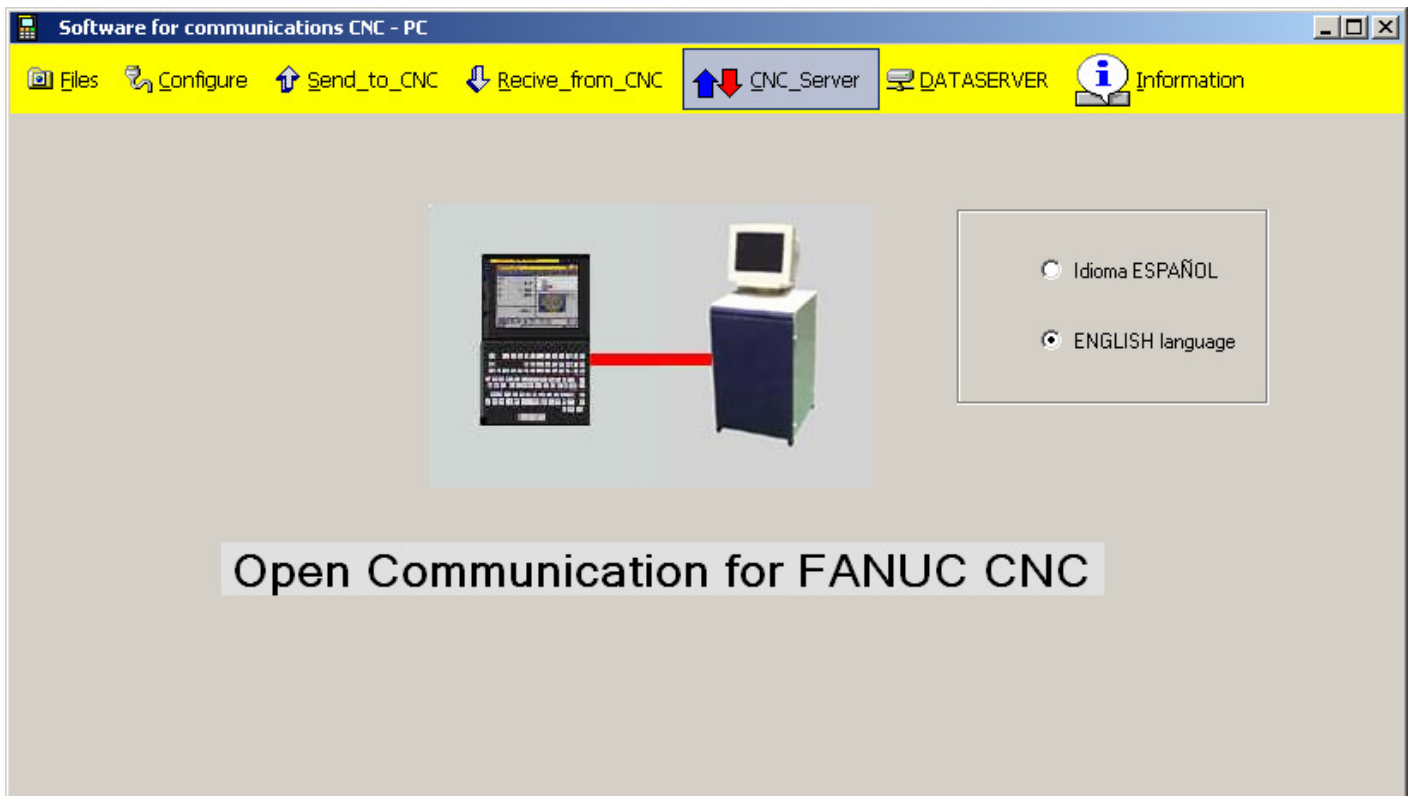 Software for communications CNC - PC
Files Configure Send_to_CNC Recive_from_CNC CNC_Server DATASERVER Information
Idioma ESPAÑOL
ENGLISH language
Open Communication for FANUC CNC